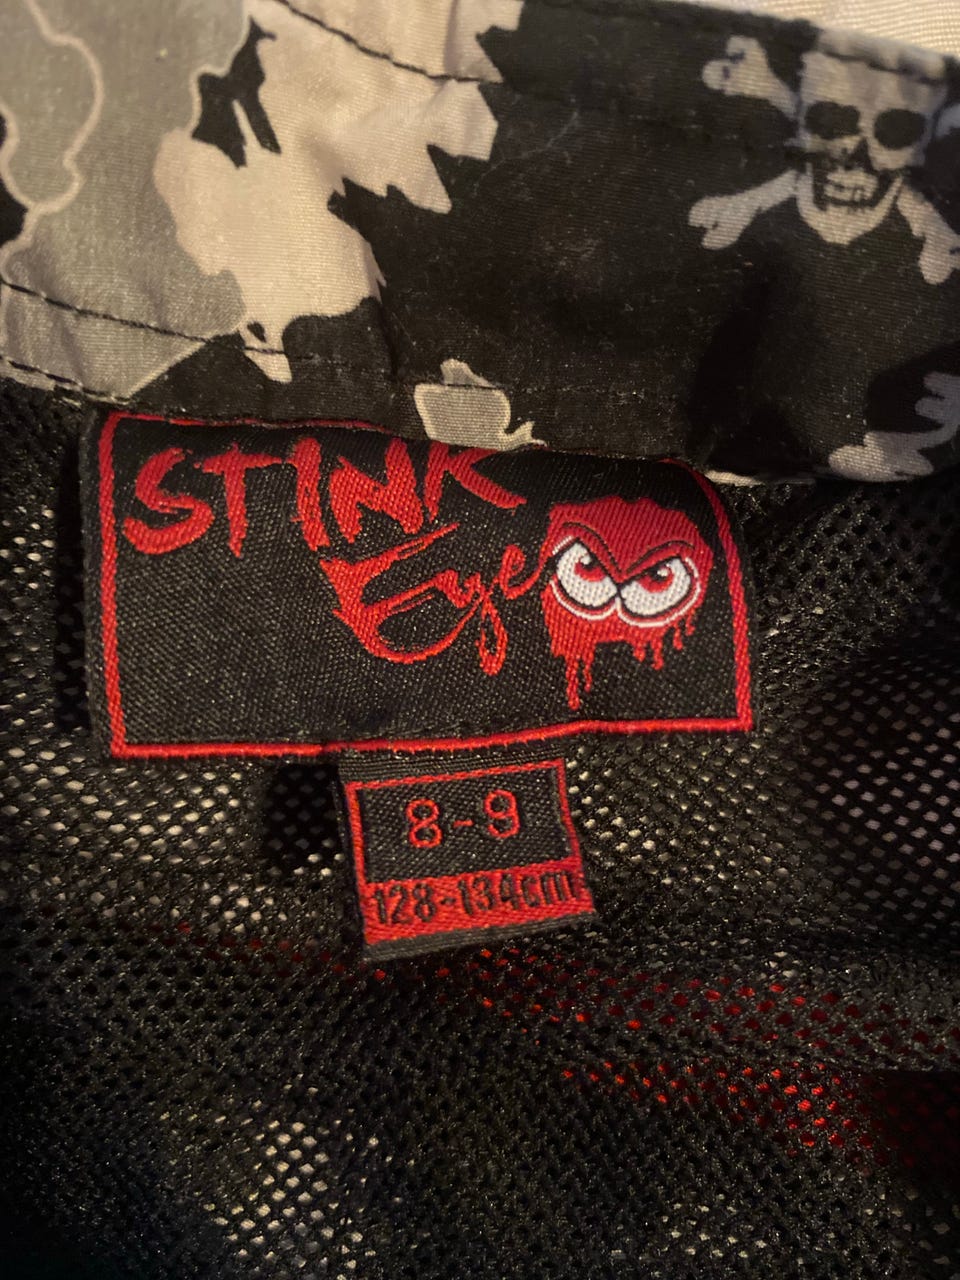 STINK
Eye
8-9
128-134cm